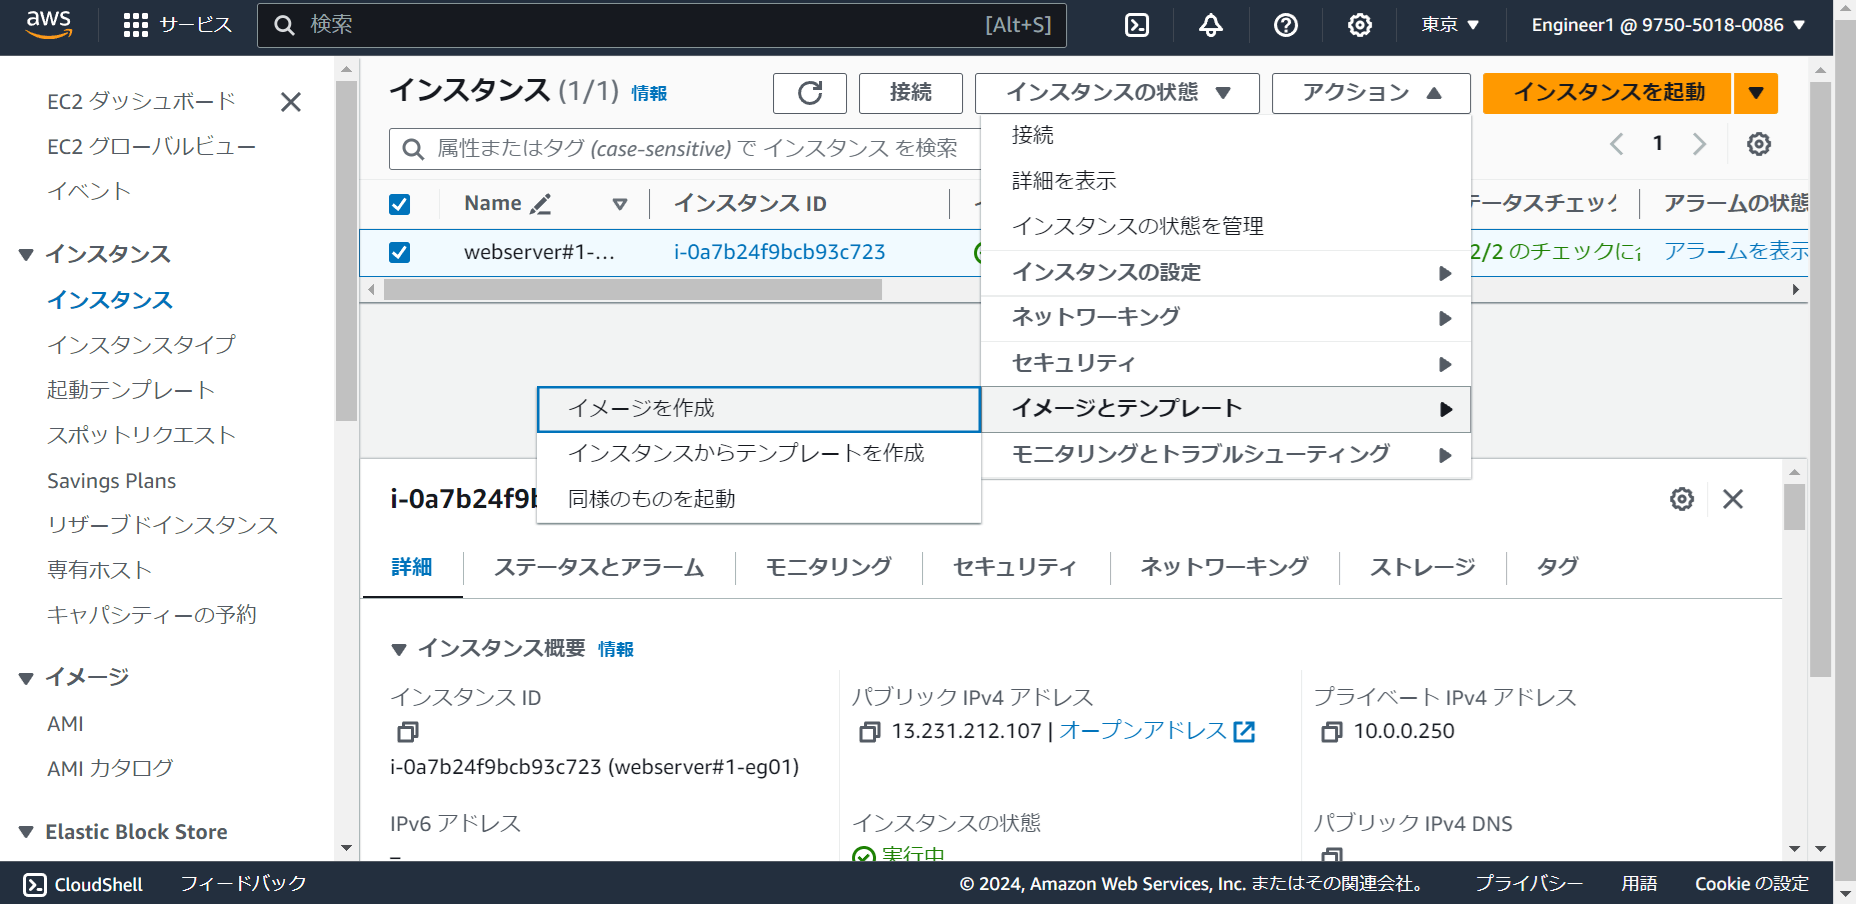 aws
サービス
検索
[Alt+S]
東京
Engineer1 @ 9750-5018-0086
EC2 ダッシュボード
EC2 グローバルビュー
イベント
インスタンス
インスタンス
インスタンスタイプ
起動テンプレート
スポットリクエスト
Savings Plans
リザーブドインスタンス
専有ホスト
キャパシティーの予約
イメージ
AMI
AMI カタログ
Elastic Block Store
インスタンス (1/1) 情報
接続
インスタンスの状態
アクション
インスタンスを起動
属性またはタグ (case-sensitive) で インスタンス を検索
1
Name
インスタンス ID
テータスチェック
アラームの状態
webserver#1-...
i-0a7b24f9bcb93c723
2/2 のチェックに
アラームを表示
接続
詳細を表示
インスタンスの状態を管理
インスタンスの設定
ネットワーキング
セキュリティ
イメージとテンプレート
モニタリングとトラブルシューティング
イメージを作成
インスタンスからテンプレートを作成
同様のものを起動
i-0a7b24f9b
詳細
ステータスとアラーム
モニタリング
セキュリティ
ネットワーキング
ストレージ
タグ
インスタンス概要 情報
インスタンス ID
i-0a7b24f9bcb93c723 (webserver#1-eg01)
パブリック IPv4 アドレス
13.231.212.107 | オープンアドレス
プライベート IPv4 アドレス
10.0.0.250
IPv6 アドレス
–
インスタンスの状態
実行中
パブリック IPv4 DNS
CloudShell
フィードバック
© 2024, Amazon Web Services, Inc. またはその関連会社。
プライバシー
用語
Cookie の設定